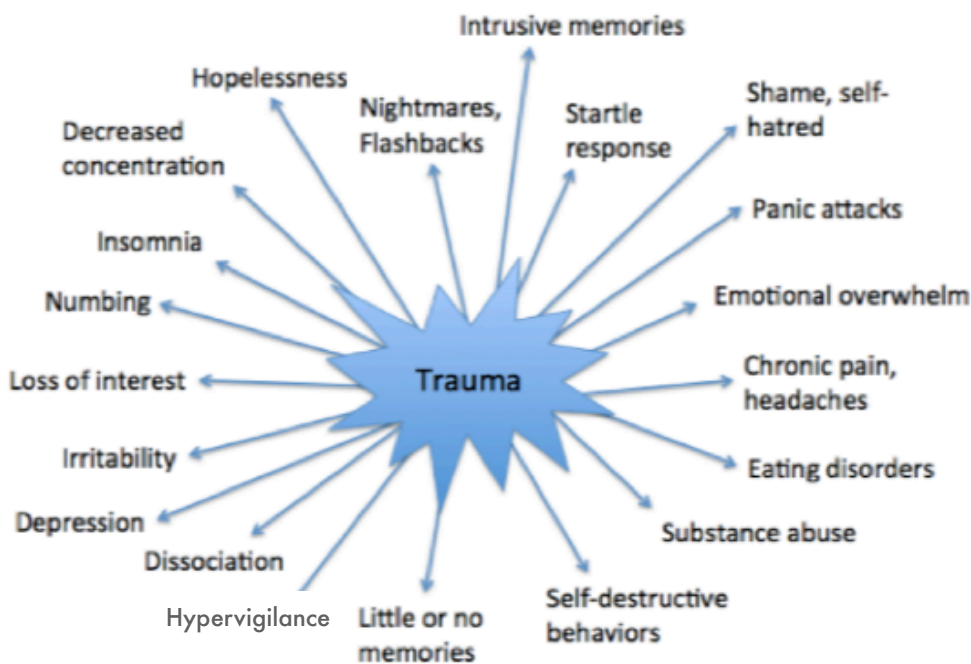 Intrusive memories
Hopelessness
Nightmares,
Flashbacks
Startle
response
Shame, self-
hatred
Decreased
concentration
Panic attacks
Insomnia
Numbing
Emotional overwhelm
Loss of interest
Trauma
Chronic pain,
headaches
Irritability
Eating disorders
Depression
Substance abuse
Dissociation
Hypervigilance
Little or no
memories
Self-destructive
behaviors